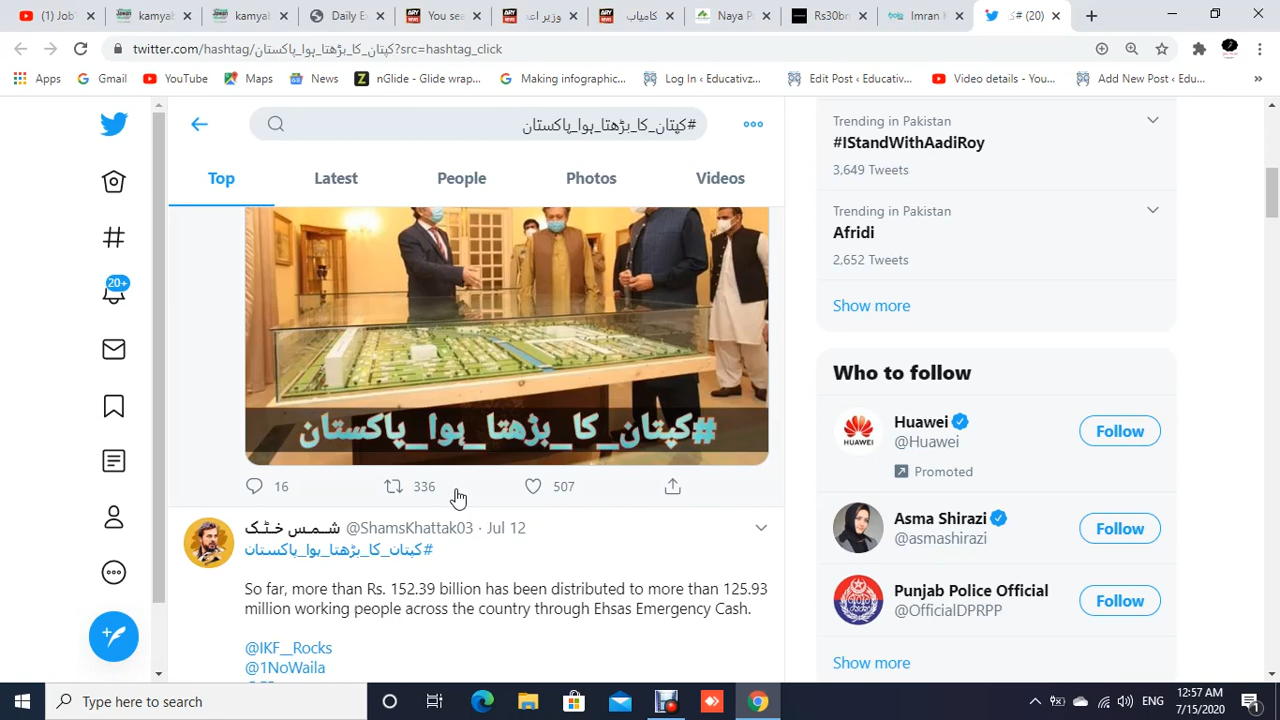 (1) Job
kamya
kamyab
Daily E
You sea
وزیر اعظ
کامیاب
Naya P
Rs30br
Imran K
(20) #ک
twitter.com/hashtag/کپتان_کا_بڑھتا_ہوا_پاکستان?src=hashtag_click
Apps
Gmail
YouTube
Maps
News
nGlide - Glide wrap...
Making infographic...
Log In ‹ Educativz...
Edit Post ‹ Educativ...
Video details - You...
Add New Post ‹ Edu...
»
#کپتان_کا_بڑھتا_ہوا_پاکستان
Top
Latest
People
Photos
Videos
20+
#کپتان_کا_بڑھتا_ہوا_پاکستان
16
336
507
شمس خٹک @ShamsKhattak03 · Jul 12
#کپتان_کا_بڑھتا_ہوا_پاکستان
So far, more than Rs. 152.39 billion has been distributed to more than 125.93
million working people across the country through Ehsas Emergency Cash.
@IKF__Rocks
@1NoWaila
Trending in Pakistan
#IStandWithAadiRoy
3,649 Tweets
Trending in Pakistan
Afridi
2,652 Tweets
Show more
Who to follow
Huawei
@Huawei
Follow
Promoted
Asma Shirazi
@asmashirazi
Follow
Punjab Police Official
@OfficialDPRPP
Follow
Show more
Type here to search
ENG
12:57 AM
7/15/2020
1